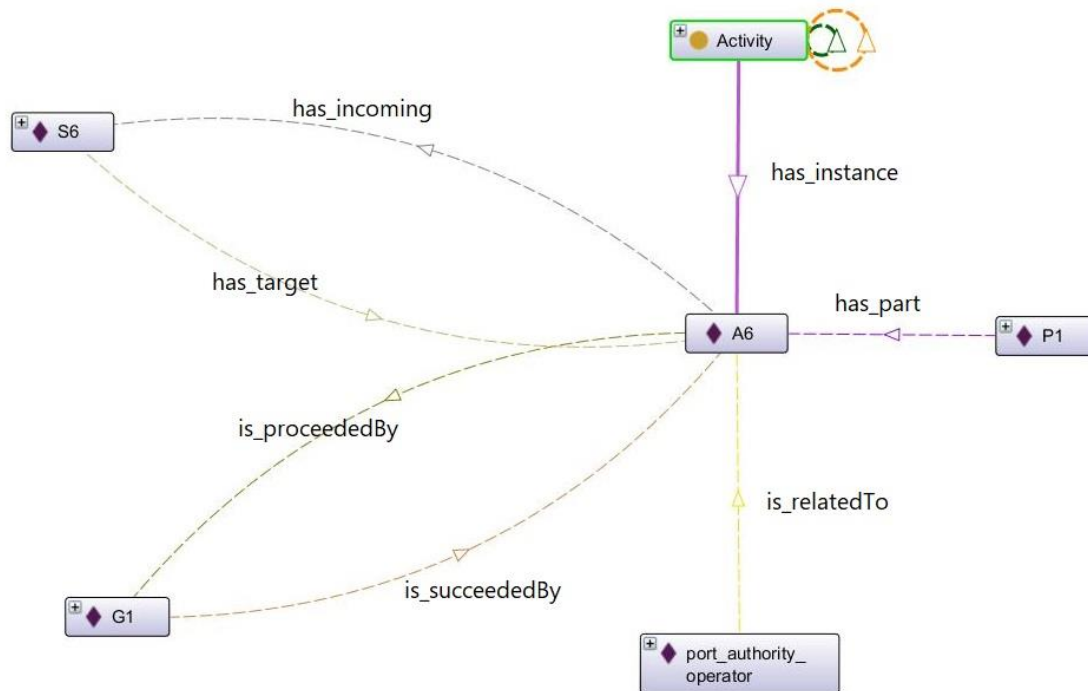 Activity
has_incoming
S6
has_instance
has_target
has_part
A6
P1
is_proceededBy
is_relatedTo
is_succeededBy
G1
port_authority_
operator